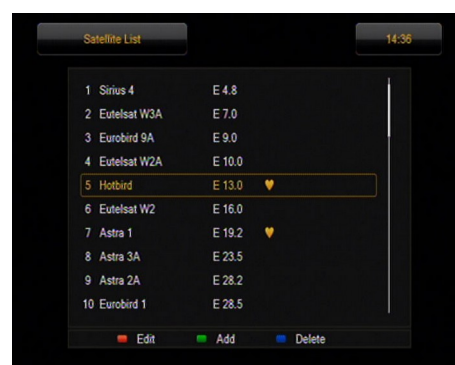 Satellite List 14:36
1 Sirius 4 E 4.8
2 Eutelsat W3A E 7.0
3 Eurobird 9A E 9.0
4 Eutelsat W2A E 10.0
5 Hotbird E 13.0
6 Eutelsat W2 E 16.0
7 Astra 1 E 19.2
8 Astra 3A E 23.5
9 Astra 2A E 28.2
10 Eurobird 1 E 28.5
Edit Add Delete